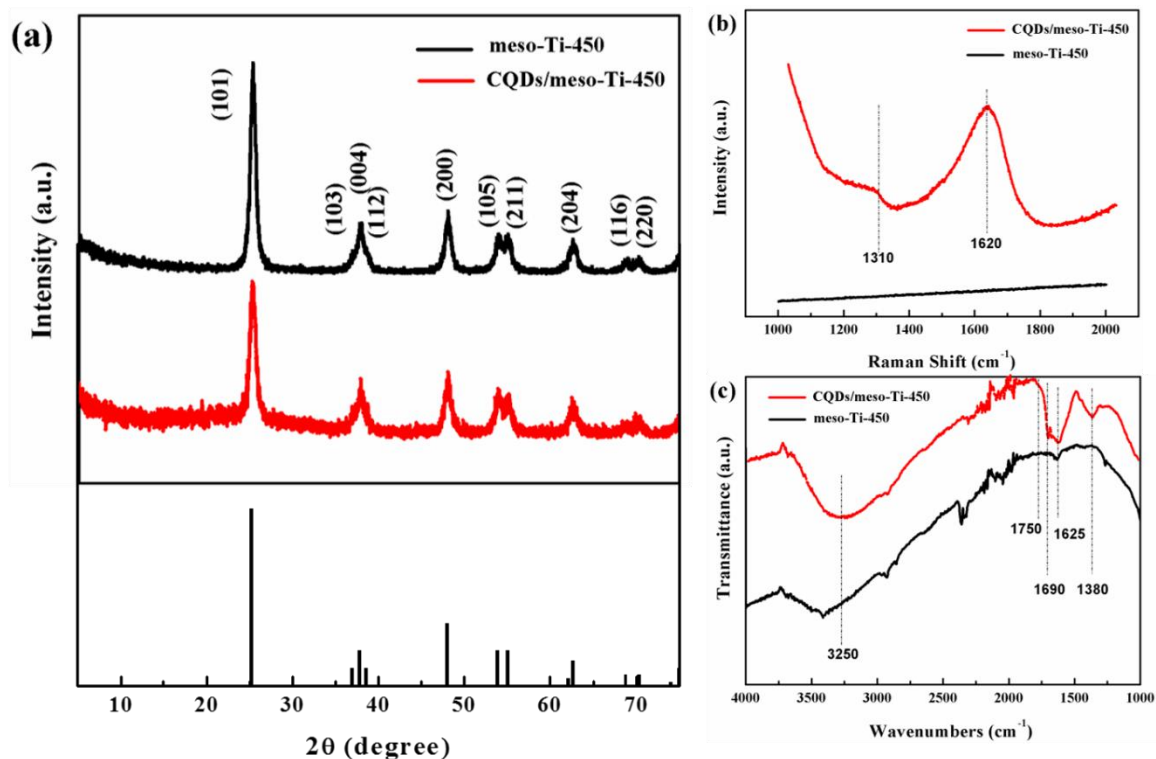 (a)
meso-Ti-450
CQDs/meso-Ti-450
(101)
(103)
(004)
(112)
(200)
(105)
(211)
(204)
(116)
(220)
Intensity (a.u.)
10 20 30 40 50 60 70
2θ (degree)
(b)
CQDs/meso-Ti-450
meso-Ti-450
Intensity (a.u.)
1310
1620
1000 1200 1400 1600 1800 2000
Raman Shift (cm⁻¹)
(c)
CQDs/meso-Ti-450
meso-Ti-450
Transmittance (a.u.)
1750 1625
1690 1380
3250
4000 3500 3000 2500 2000 1500 1000
Wavenumbers (cm⁻¹)